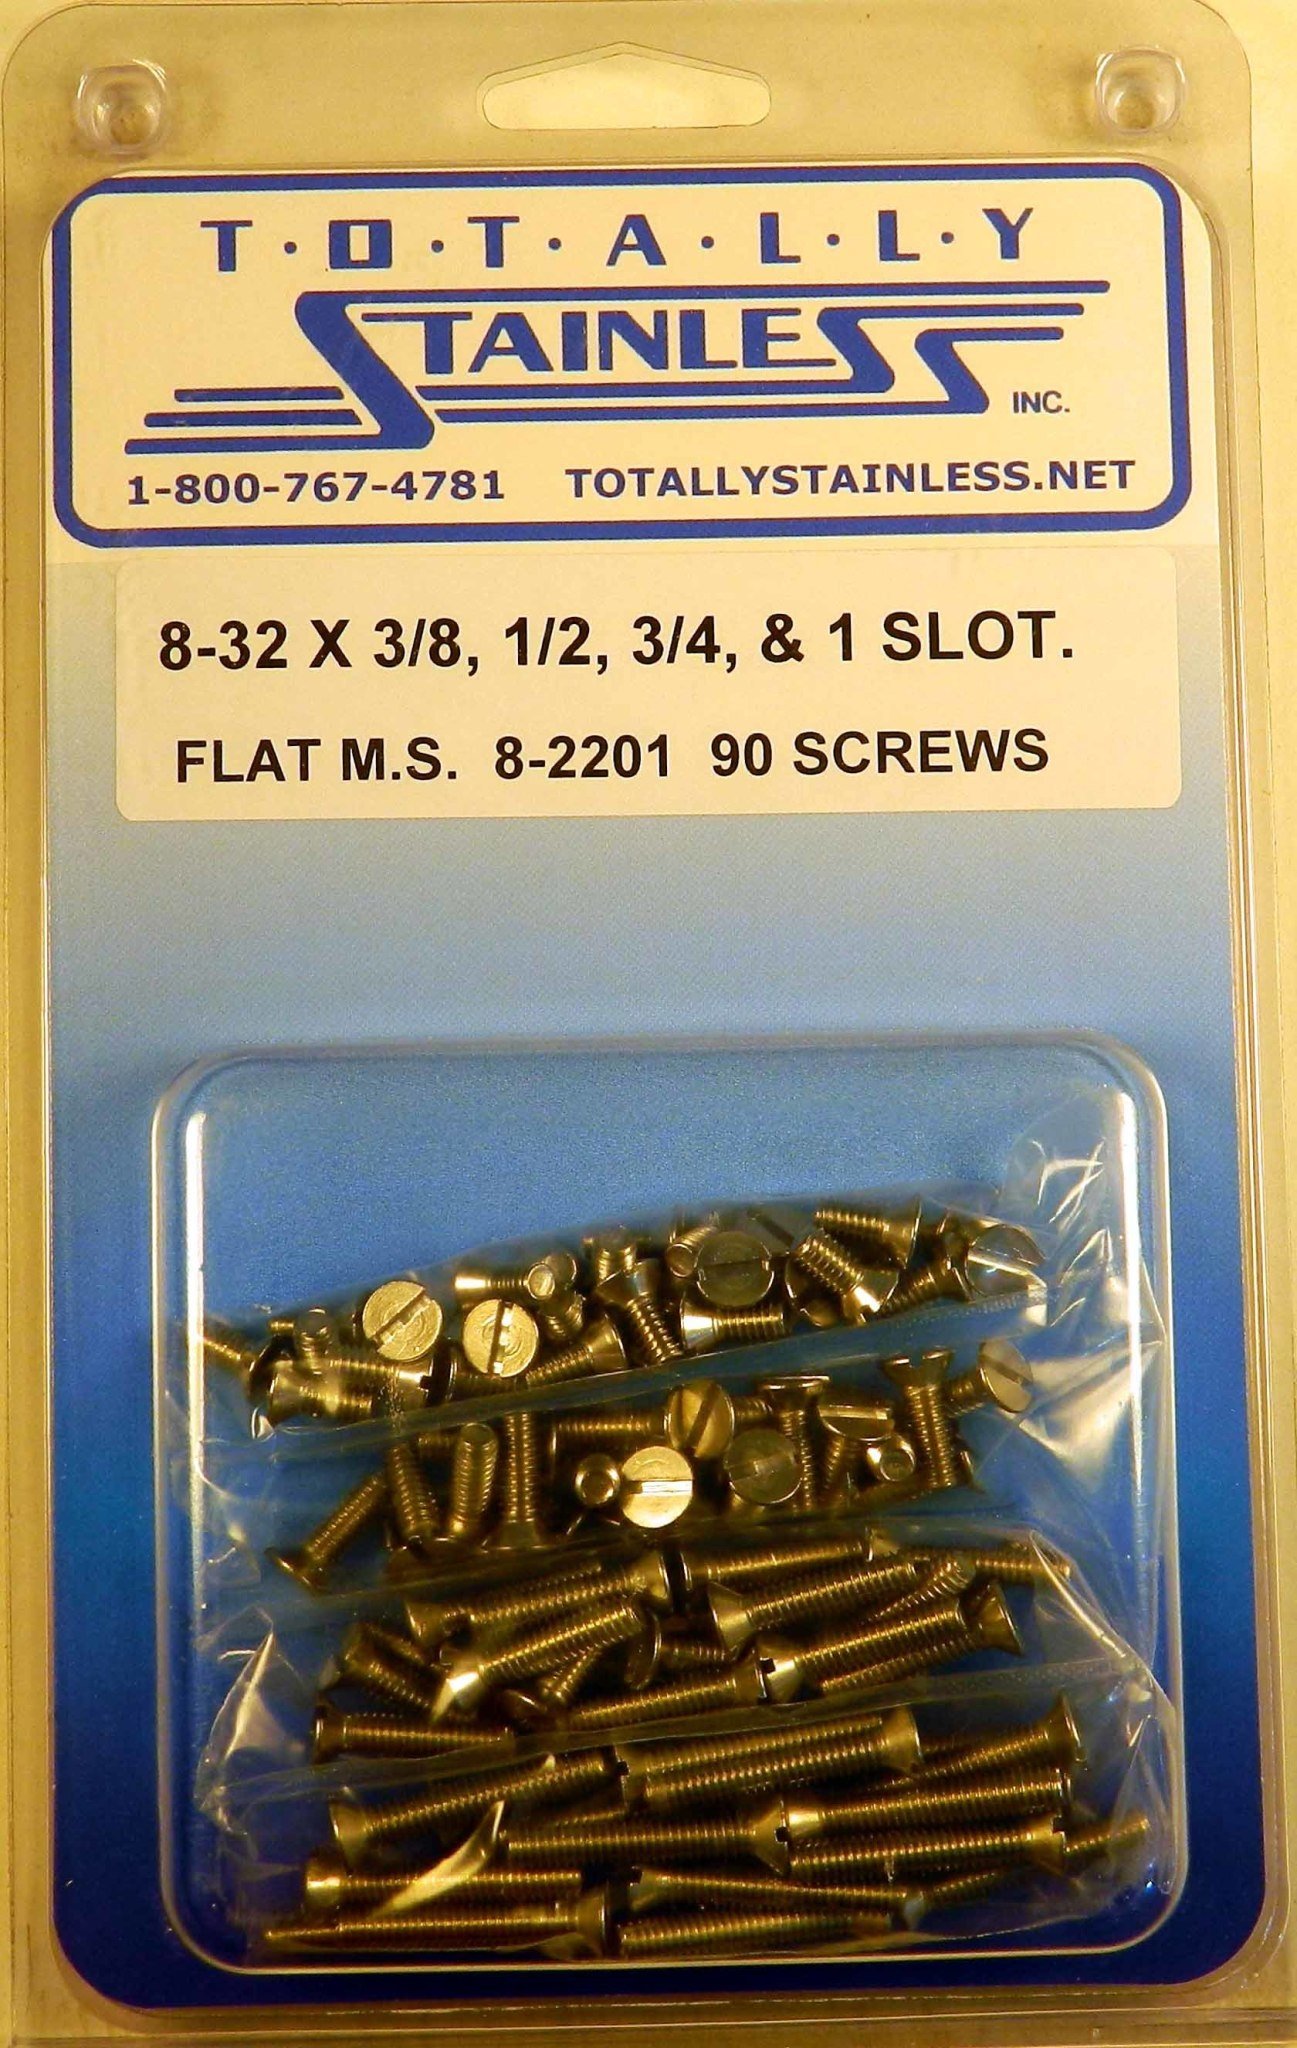 T·O·T·A·L·L·Y
STAINLESS
INC.
1-800-767-4781 TOTALLYSTAINLESS.NET
8-32 X 3/8, 1/2, 3/4, & 1 SLOT.
FLAT M.S. 8-2201 90 SCREWS